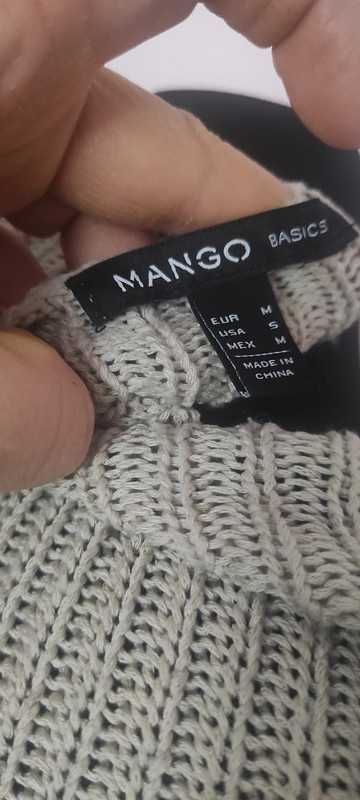 MANGO BASICS
EUR M
USA S
MEX M
MADE IN
CHINA